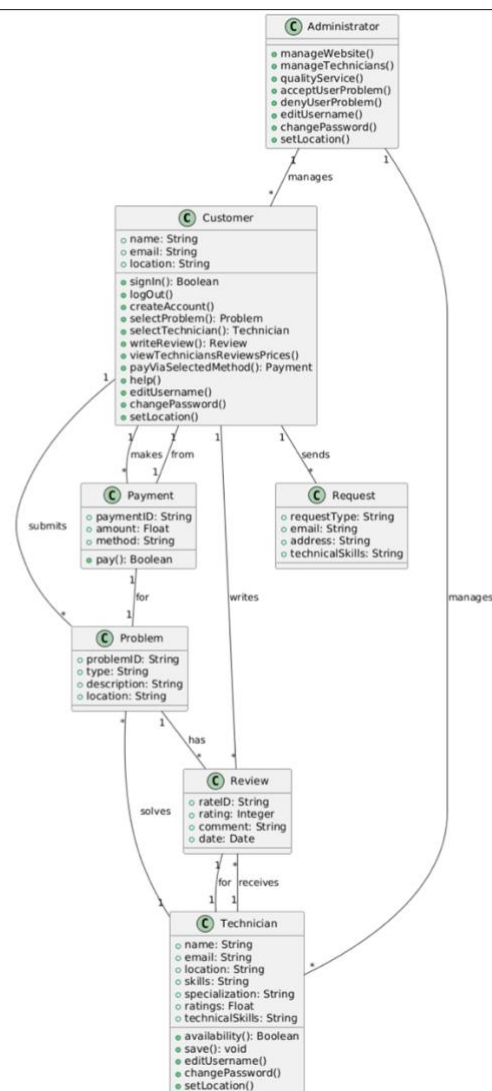 C Administrator
manageWebsite()
manageTechnicians()
qualityService()
acceptUserProblem()
denyUserProblem()
editUsername()
changePassword()
setLocation()
1
1
manages
*
C Customer
name: String
email: String
location: String
signIn(): Boolean
logOut()
createAccount()
selectProblem(): Problem
selectTechnician(): Technician
writeReview(): Review
viewTechniciansReviewsPrices()
payViaSelectedMethod(): Payment
help()
editUsername()
changePassword()
setLocation()
1
1
1
1
1
makes
from
sends
*
1
*
C Payment
paymentID: String
amount: Float
method: String
pay(): Boolean
C Request
requestType: String
email: String
address: String
technicalSkills: String
submits
1
for
1
writes
manages
*
C Problem
problemID: String
type: String
description: String
location: String
*
1
has
*
*
C Review
rateID: String
rating: Integer
comment: String
date: Date
solves
1
*
for
receives
1
1
1
*
C Technician
name: String
email: String
location: String
skills: String
specialization: String
ratings: Float
technicalSkills: String
availability(): Boolean
save(): void
editUsername()
changePassword()
setLocation()